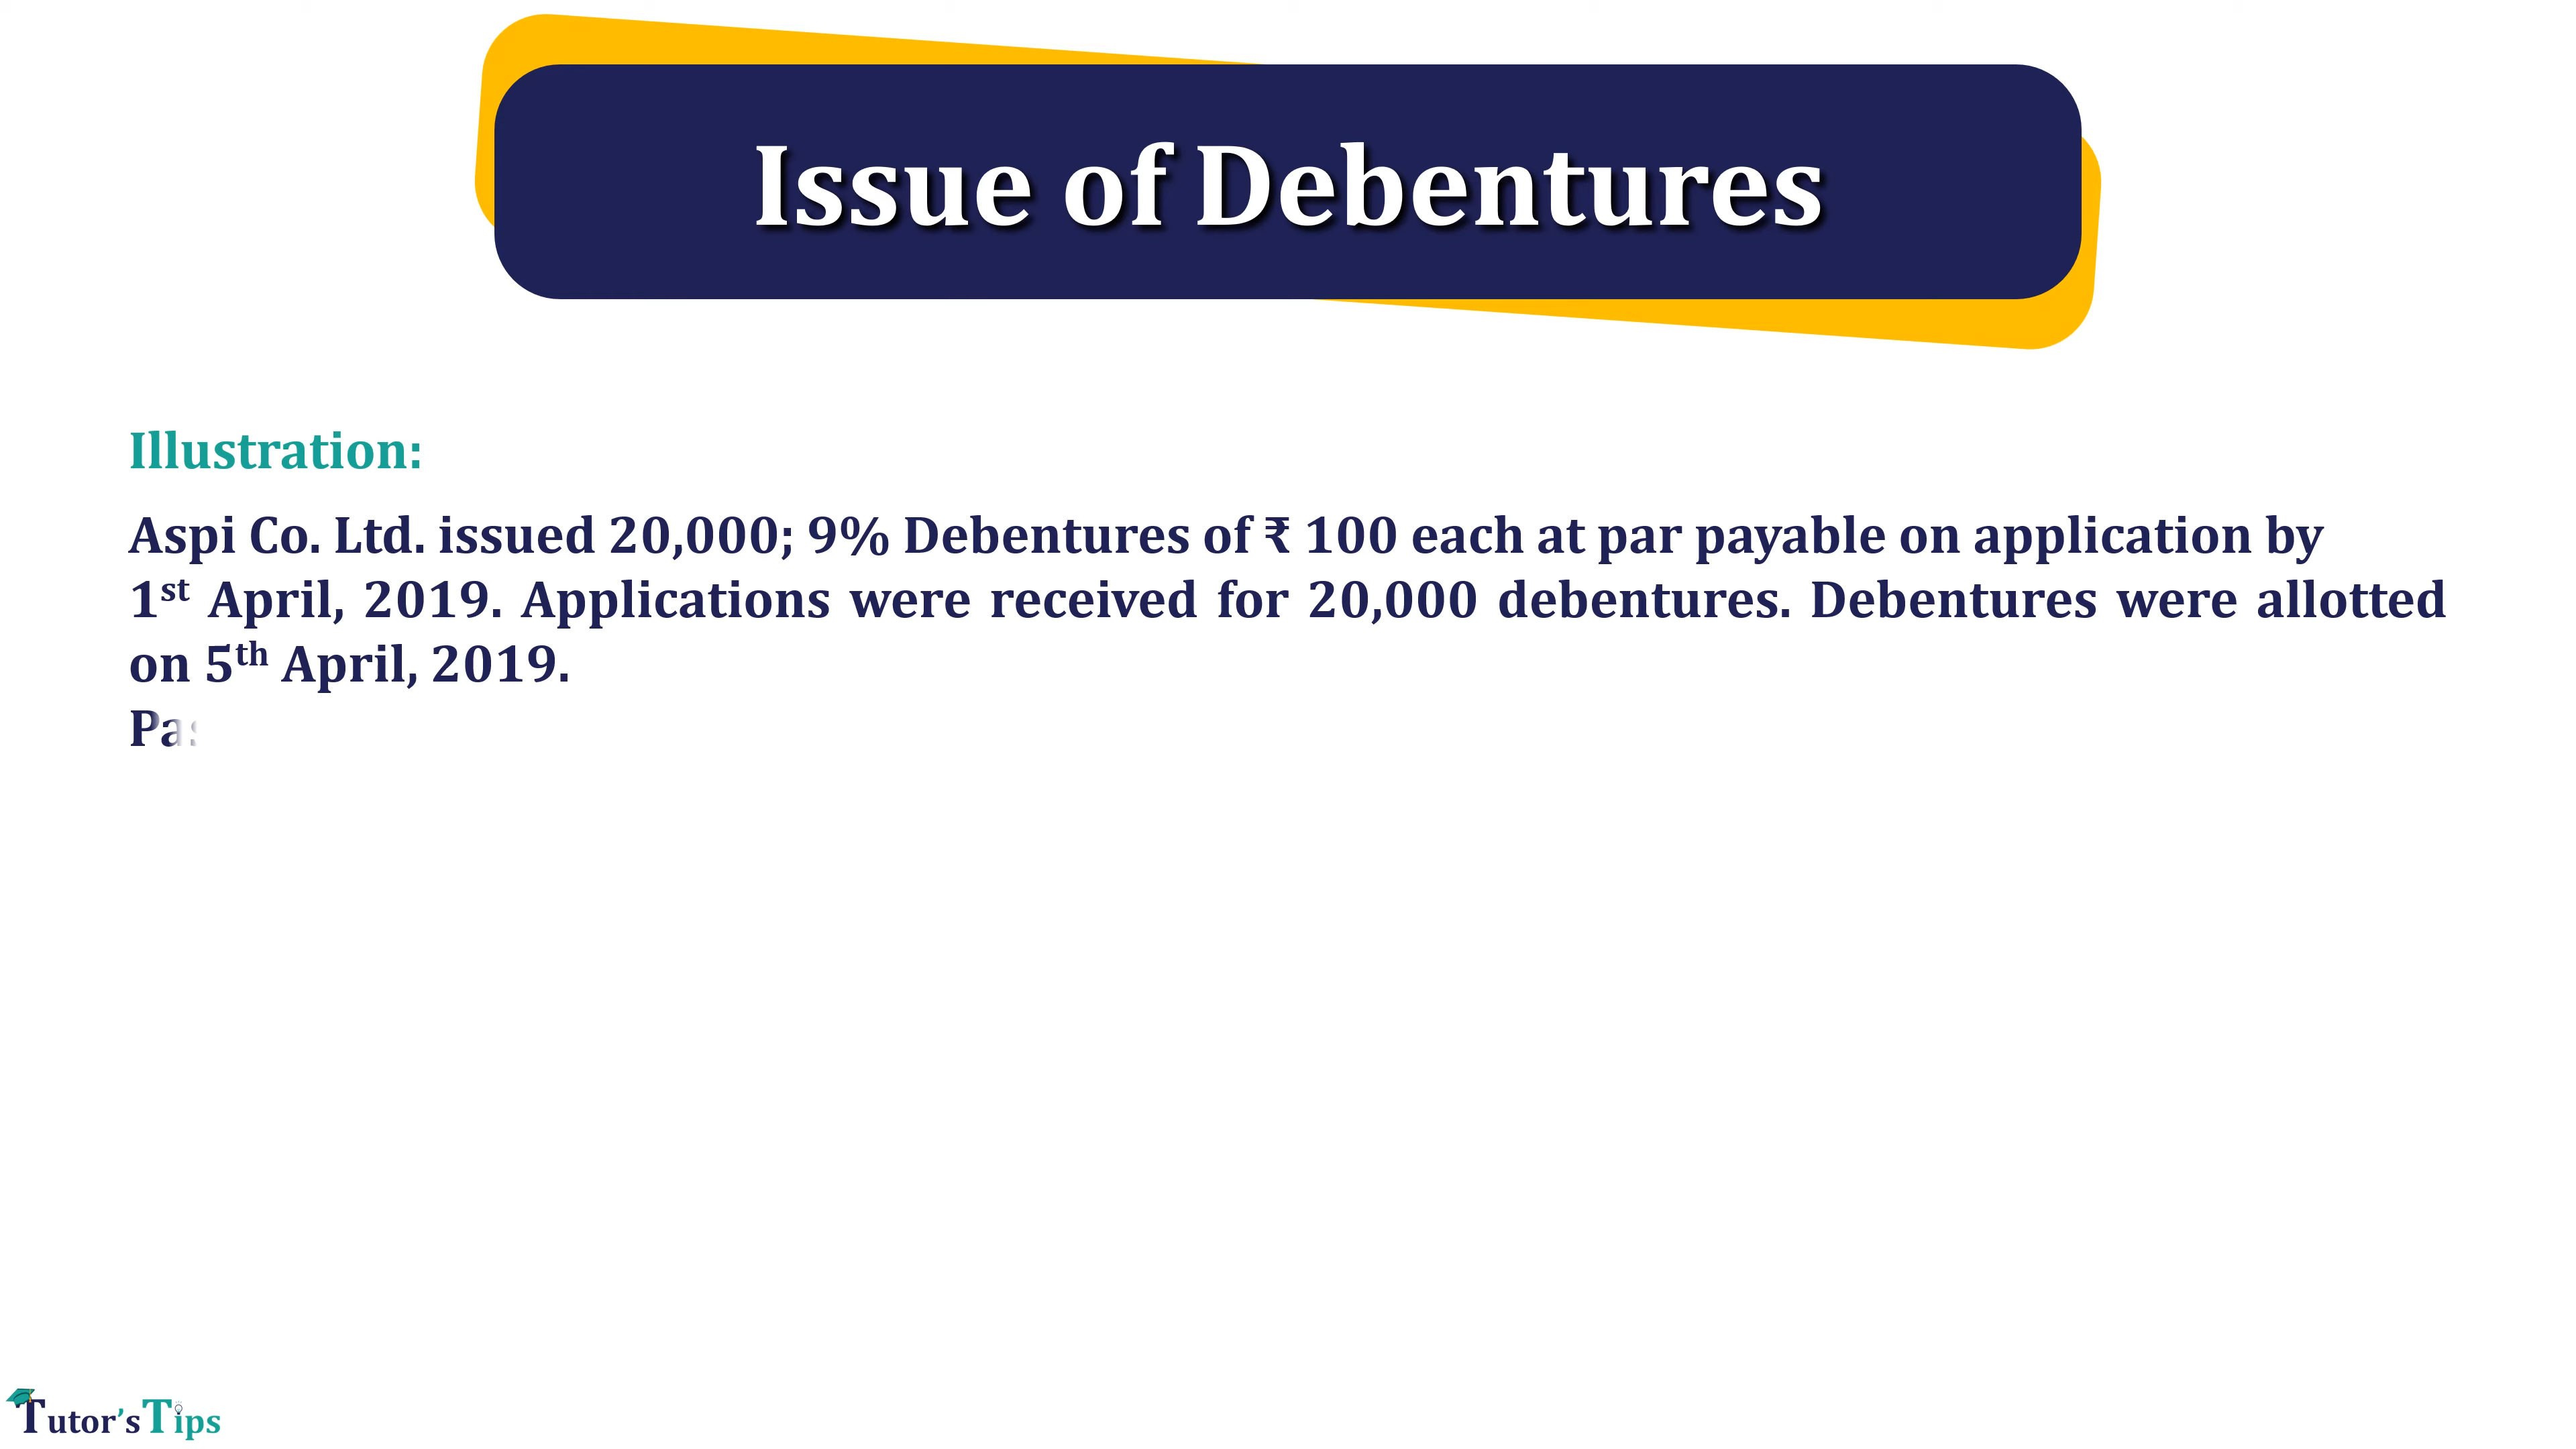 Issue of Debentures
Illustration:
Aspi Co. Ltd. issued 20,000; 9% Debentures of ₹ 100 each at par payable on application by
1st April, 2019. Applications were received for 20,000 debentures. Debentures were allotted
on 5th April, 2019.
Tutor'sTips